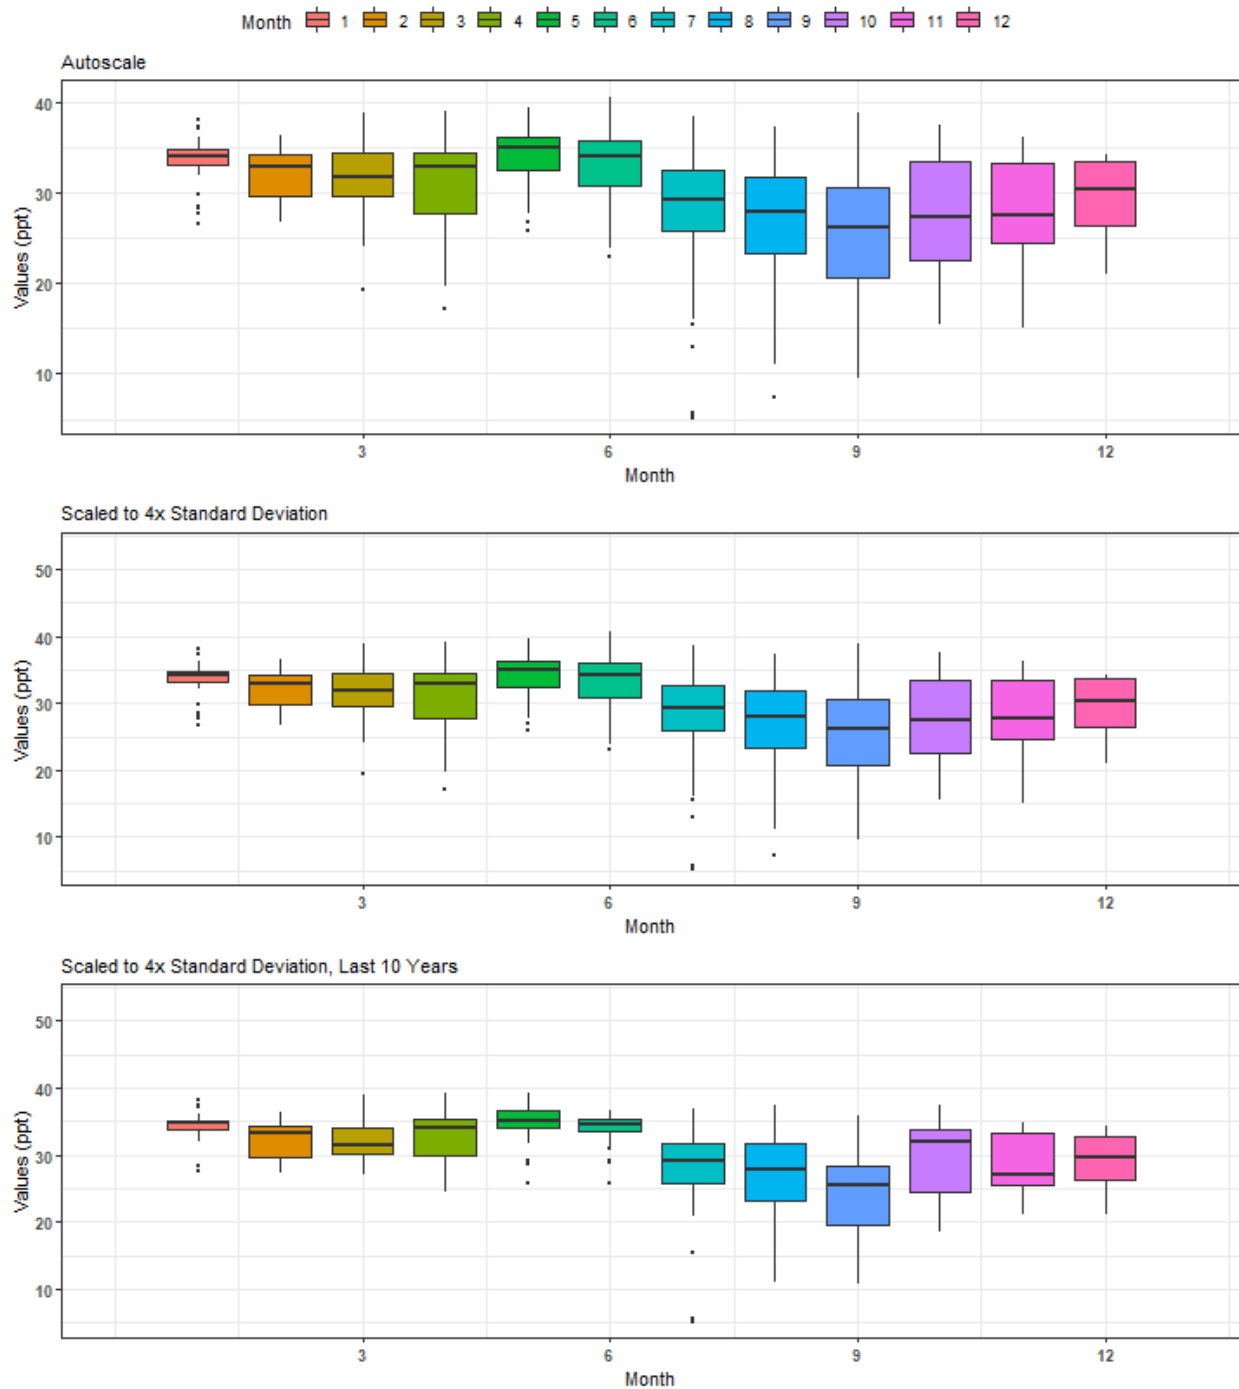 Month 1 2 3 4 5 6 7 8 9 10 11 12
Autoscale
Values (ppt)
40
30
20
10
3 6 9 12
Month
Scaled to 4x Standard Deviation
Values (ppt)
50
40
30
20
10
3 6 9 12
Month
Scaled to 4x Standard Deviation, Last 10 Years
Values (ppt)
50
40
30
20
10
3 6 9 12
Month